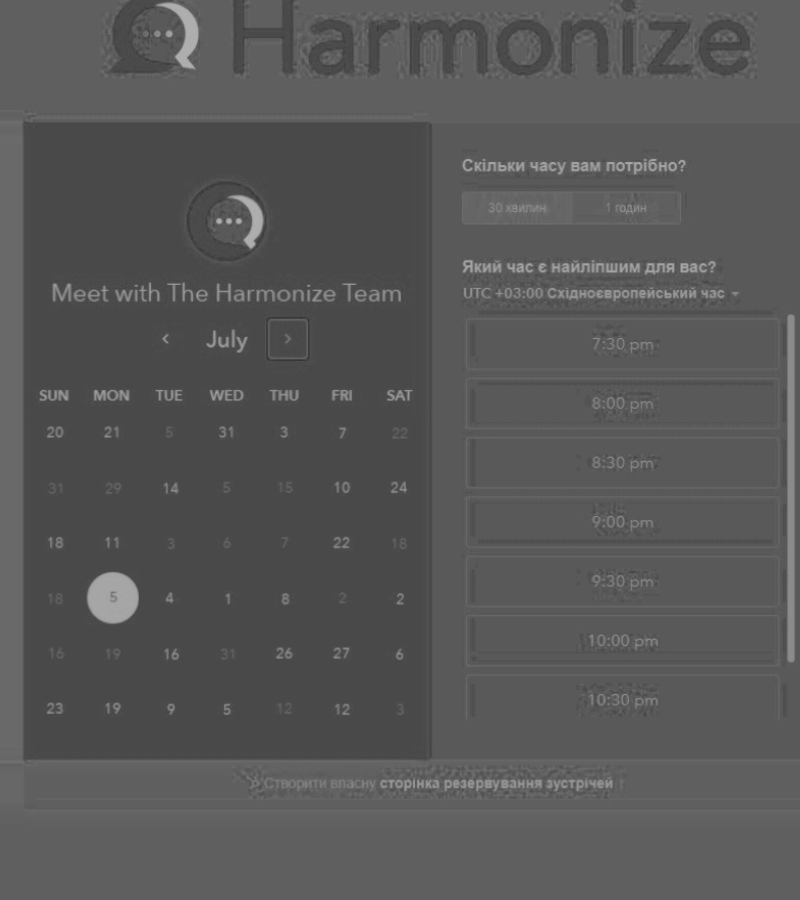 Harmonize
Meet with The Harmonize Team
July
SUN MON TUE WED THU FRI SAT
20 21 5 31 3 7 22
31 29 14 5 15 10 24
18 11 3 6 7 22 18
18 5 4 1 8 2 2
16 19 16 31 26 27 6
23 19 9 5 12 12 3
Скільки часу вам потрібно?
30 хвилин 1 годин
Який час є найліпшим для вас?
UTC +03:00 Східноєвропейський час
7:30 pm
8:00 pm
8:30 pm
9:00 pm
9:30 pm
10:00 pm
10:30 pm
Створити власну сторінка резервування зустрічей